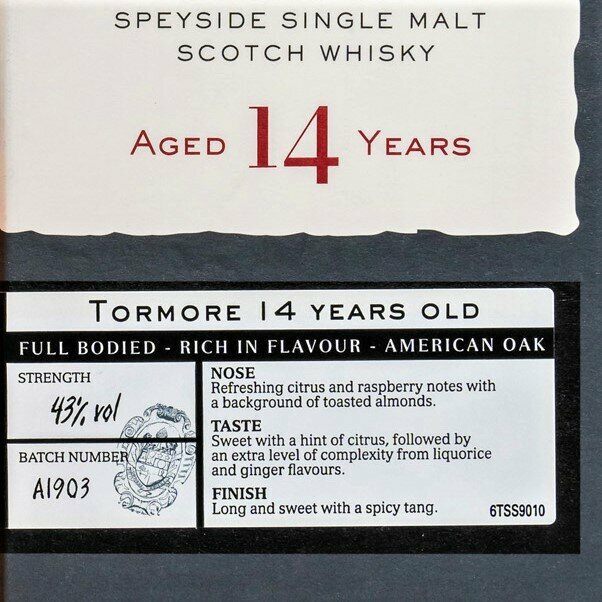 SPEYSIDE SINGLE MALT
SCOTCH WHISKY
AGED 14 YEARS
TORMORE 14 YEARS OLD
FULL BODIED - RICH IN FLAVOUR - AMERICAN OAK
STRENGTH
43% vol
BATCH NUMBER
A1903
NOSE
Refreshing citrus and raspberry notes with
a background of toasted almonds.
TASTE
Sweet with a hint of citrus, followed by
an extra level of complexity from liquorice
and ginger flavours.
FINISH
Long and sweet with a spicy tang.
6TSS9010